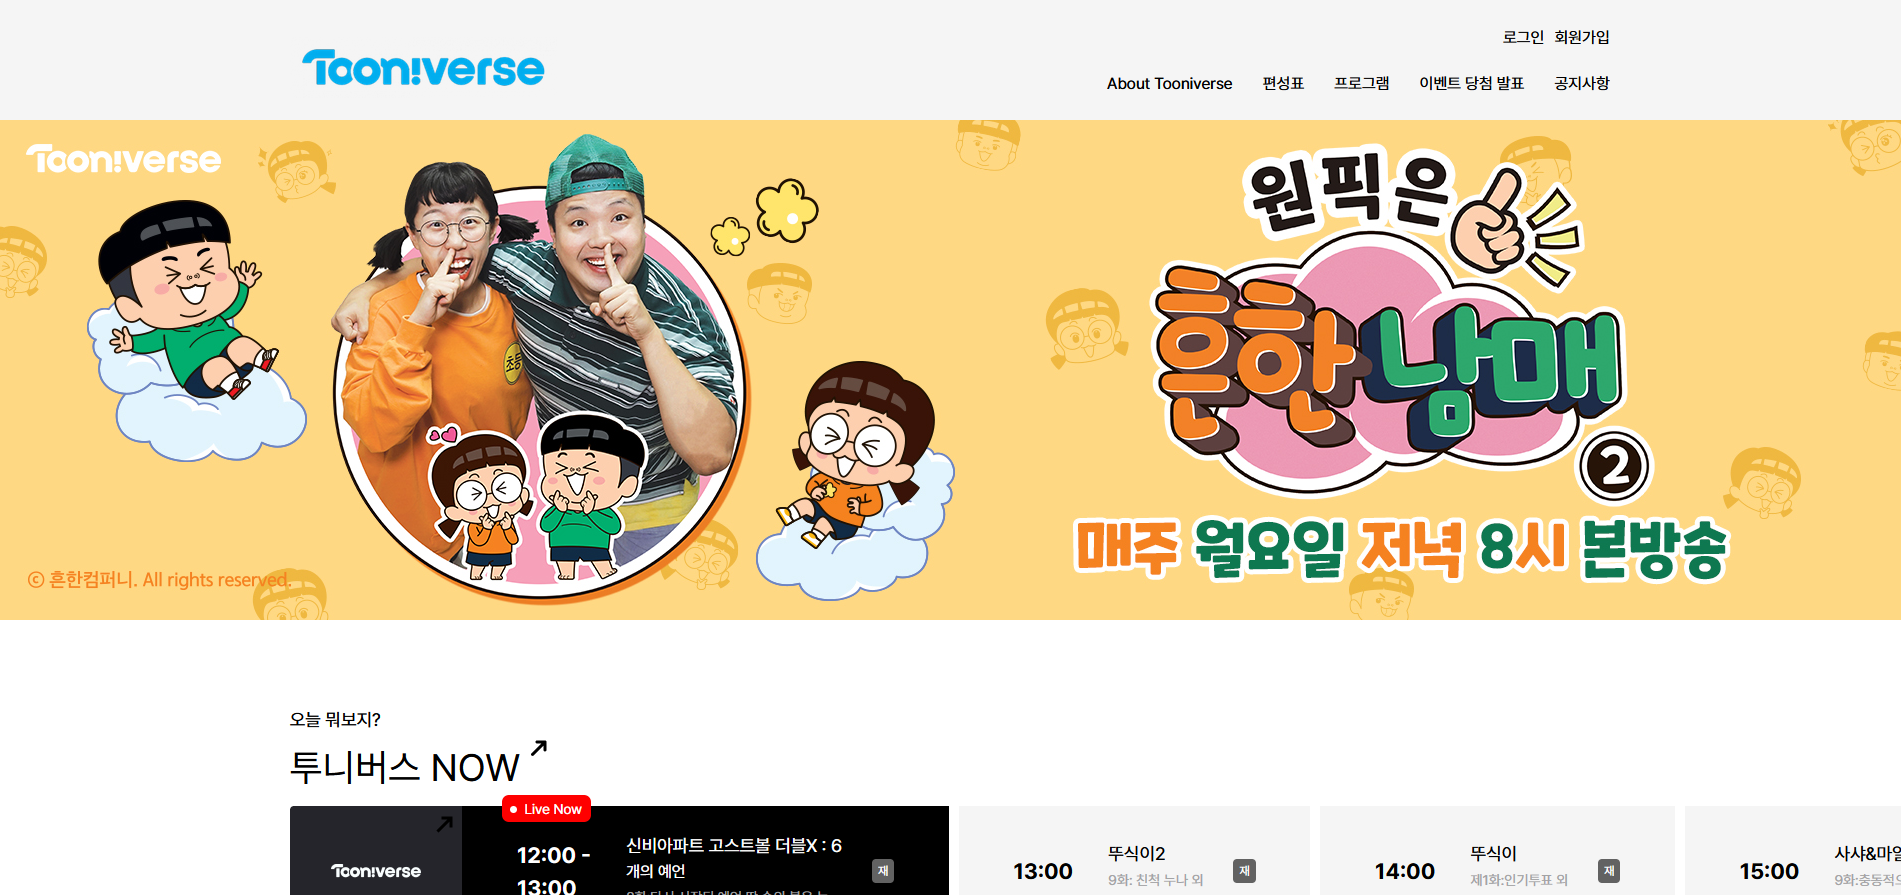 로그인 회원가입
Tooniverse
About Tooniverse 편성표 프로그램 이벤트 당첨 발표 공지사항
Tooniverse
원픽은
흔한남매
2
초등
매주 월요일 저녁 8시 본방송
ⓒ 흔한컴퍼니. All rights reserved.
오늘 뭐보지?
투니버스 NOW
Live Now
Tooniverse
12:00 -
13:00
신비아파트 고스트볼 더블X : 6
개의 예언
재
13:00
뚜식이2
9화: 친척 누나 외
재
14:00
뚜식이
제1화:인기투표 외
재
15:00
사사&마일
9화:충동적